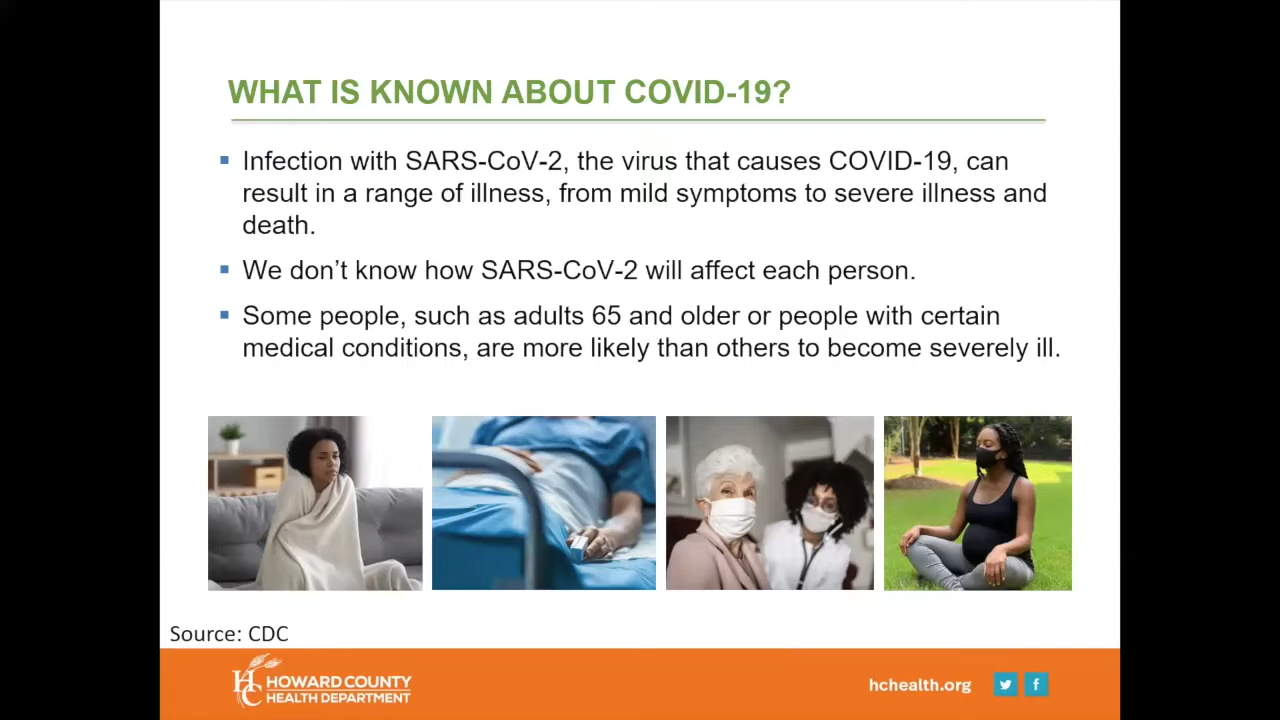 WHAT IS KNOWN ABOUT COVID-19?
Infection with SARS-CoV-2, the virus that causes COVID-19, can
result in a range of illness, from mild symptoms to severe illness and
death.
We don’t know how SARS-CoV-2 will affect each person.
Some people, such as adults 65 and older or people with certain
medical conditions, are more likely than others to become severely ill.
Source: CDC
HC
HOWARD COUNTY
HEALTH DEPARTMENT
hchealth.org